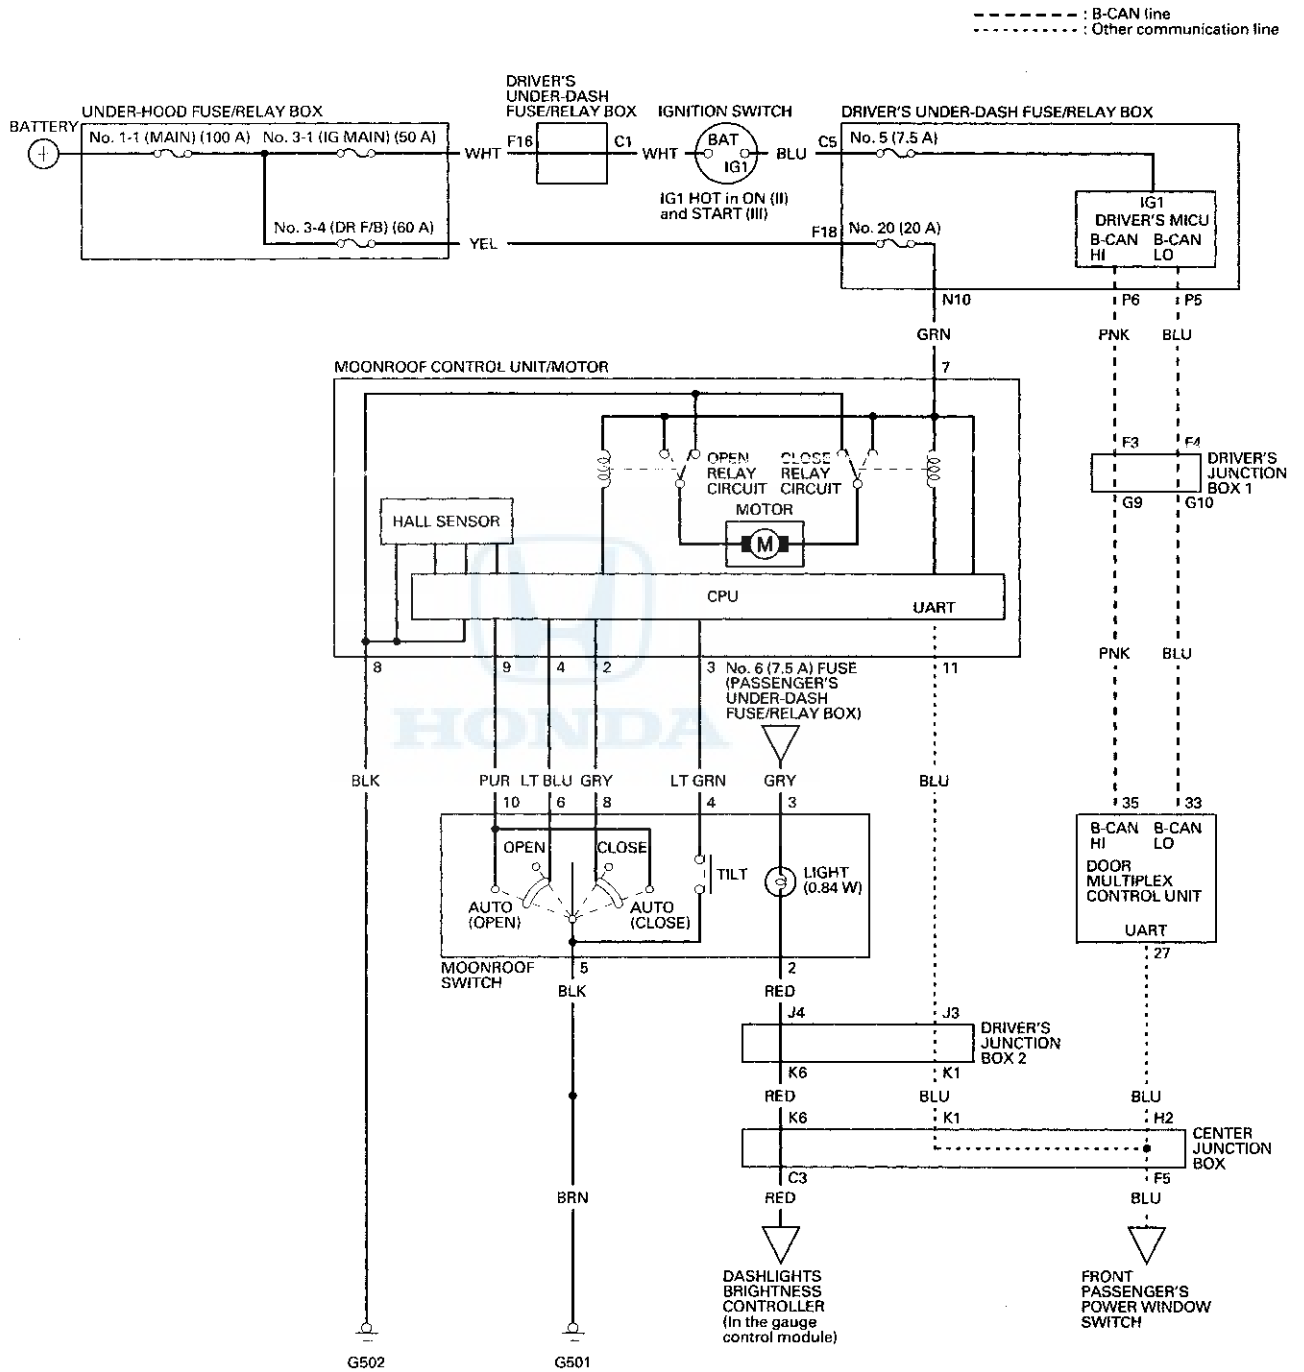 : B-CAN line
: Other communication line
DRIVER'S
UNDER-DASH
FUSE/RELAY BOX
UNDER-HOOD FUSE/RELAY BOX
IGNITION SWITCH
DRIVER'S UNDER-DASH FUSE/RELAY BOX
BATTERY
+
No. 1-1 (MAIN) (100 A)
No. 3-1 (IG MAIN) (50 A)
WHT
F16
C1
WHT
BAT
IG1
BLU
C5
No. 5 (7.5 A)
IG1 HOT in ON (II)
and START (III)
No. 3-4 (DR F/B) (60 A)
YEL
F18
No. 20 (20 A)
IG1
DRIVER'S MICU
B-CAN
HI
B-CAN
LO
N10
P6
P5
GRN
PNK
BLU
MOONROOF CONTROL UNIT/MOTOR
7
OPEN
RELAY
CIRCUIT
CLOSE
RELAY
CIRCUIT
MOTOR
M
HALL SENSOR
CPU
UART
F3
F4
DRIVER'S
JUNCTION
BOX 1
G9
G10
8
9
4
2
3
11
No. 6 (7.5 A) FUSE
(PASSENGER'S
UNDER-DASH
FUSE/RELAY BOX)
PNK
BLU
HONDA
BLK
PUR
LT BLU
GRY
LT GRN
GRY
BLU
10
6
8
4
3
35
33
OPEN
CLOSE
AUTO
(OPEN)
AUTO
(CLOSE)
TILT
LIGHT
(0.84 W)
B-CAN
HI
B-CAN
LO
DOOR
MULTIPLEX
CONTROL UNIT
UART
MOONROOF
SWITCH
5
2
27
BLK
RED
J4
J3
DRIVER'S
JUNCTION
BOX 2
K6
K1
RED
BLU
BLU
K6
K1
H2
CENTER
JUNCTION
BOX
C3
F5
BRN
RED
BLU
DASHLIGHTS
BRIGHTNESS
CONTROLLER
(In the gauge
control module)
FRONT
PASSENGER'S
POWER WINDOW
SWITCH
G502
G501